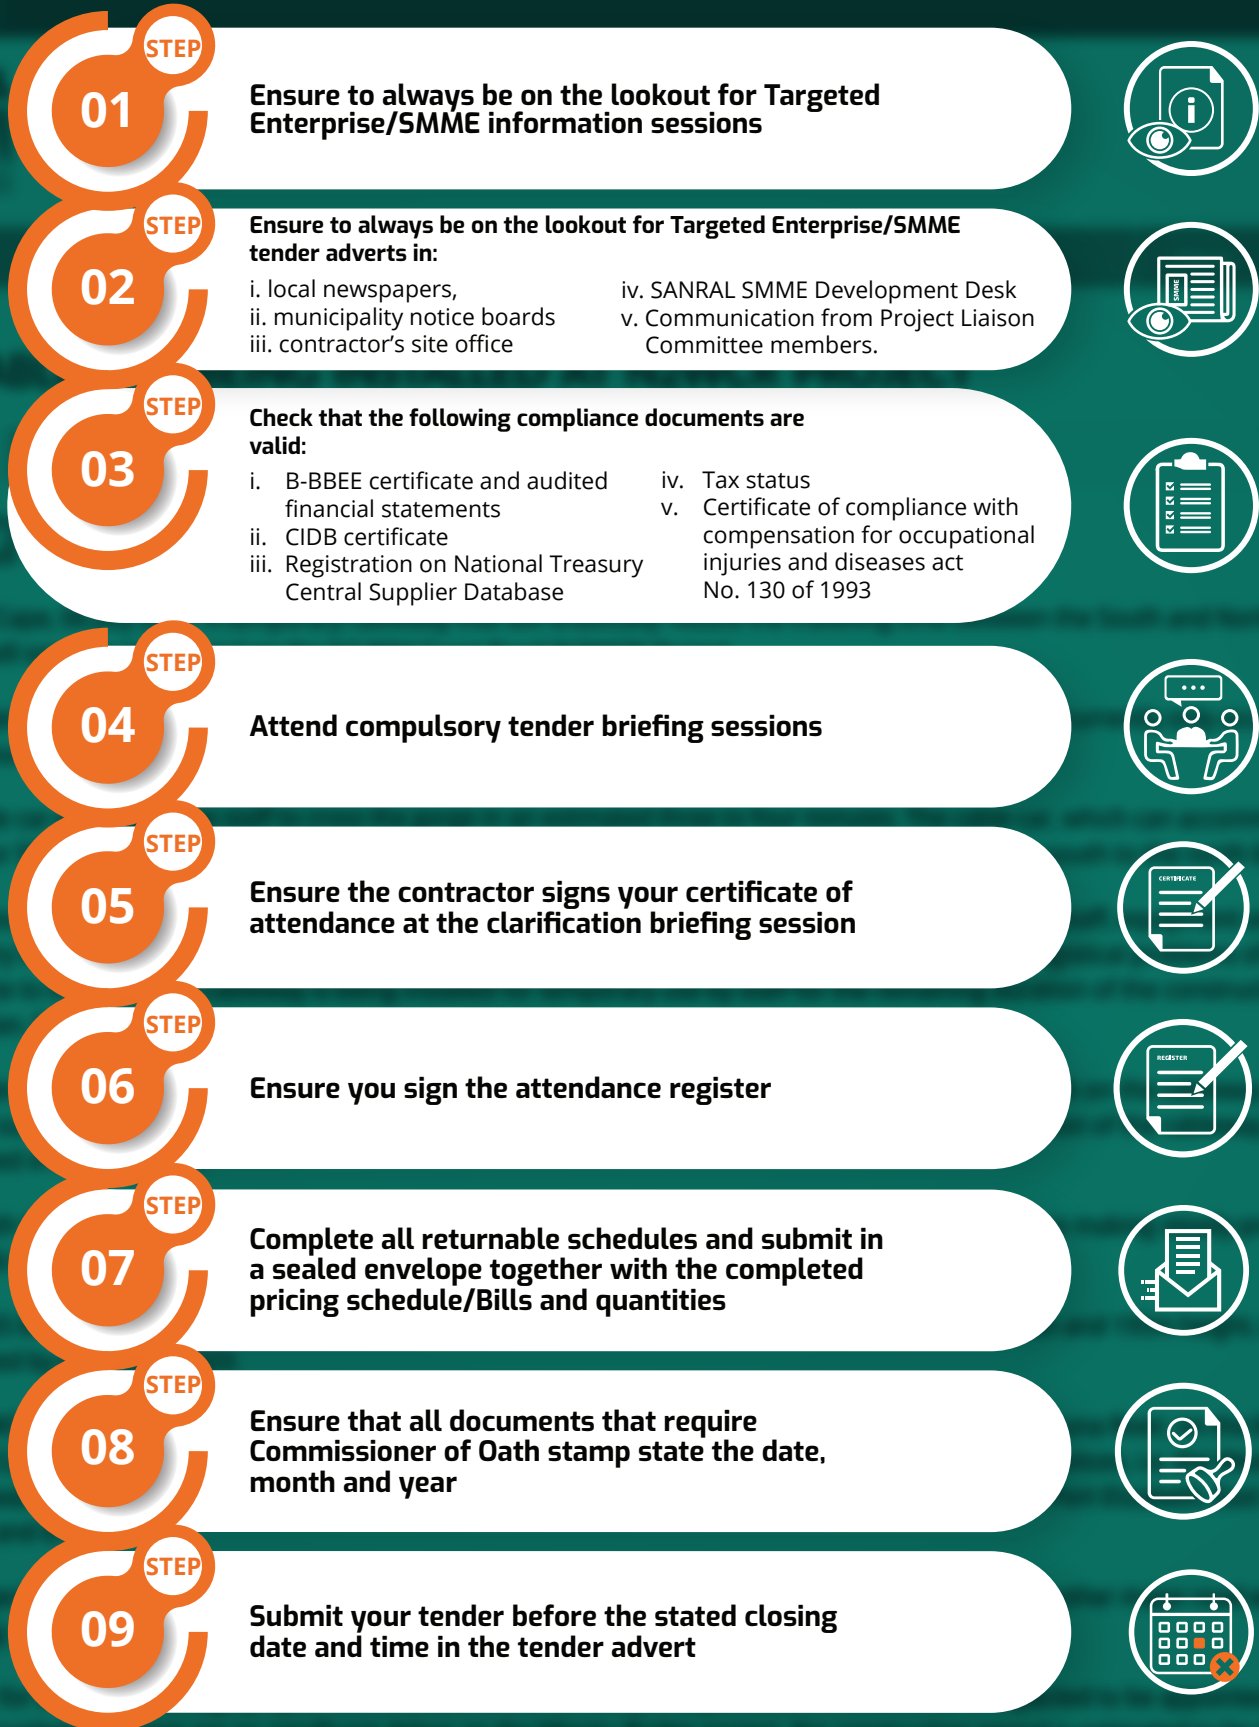 STEP
01
Ensure to always be on the lookout for Targeted
Enterprise/SMME information sessions
STEP
02
Ensure to always be on the lookout for Targeted Enterprise/SMME
tender adverts in:
i. local newspapers,
ii. municipality notice boards
iii. contractor's site office
iv. SANRAL SMME Development Desk
v. Communication from Project Liaison
Committee members.
SMME
STEP
03
Check that the following compliance documents are
valid:
i. B-BBEE certificate and audited
financial statements
ii. CIDB certificate
iii. Registration on National Treasury
Central Supplier Database
iv. Tax status
v. Certificate of compliance with
compensation for occupational
injuries and diseases act
No. 130 of 1993
STEP
04
Attend compulsory tender briefing sessions
STEP
05
Ensure the contractor signs your certificate of
attendance at the clarification briefing session
CERTIFICATE
STEP
06
Ensure you sign the attendance register
REGISTER
STEP
07
Complete all returnable schedules and submit in
a sealed envelope together with the completed
pricing schedule/Bills and quantities
STEP
08
Ensure that all documents that require
Commissioner of Oath stamp state the date,
month and year
STEP
09
Submit your tender before the stated closing
date and time in the tender advert